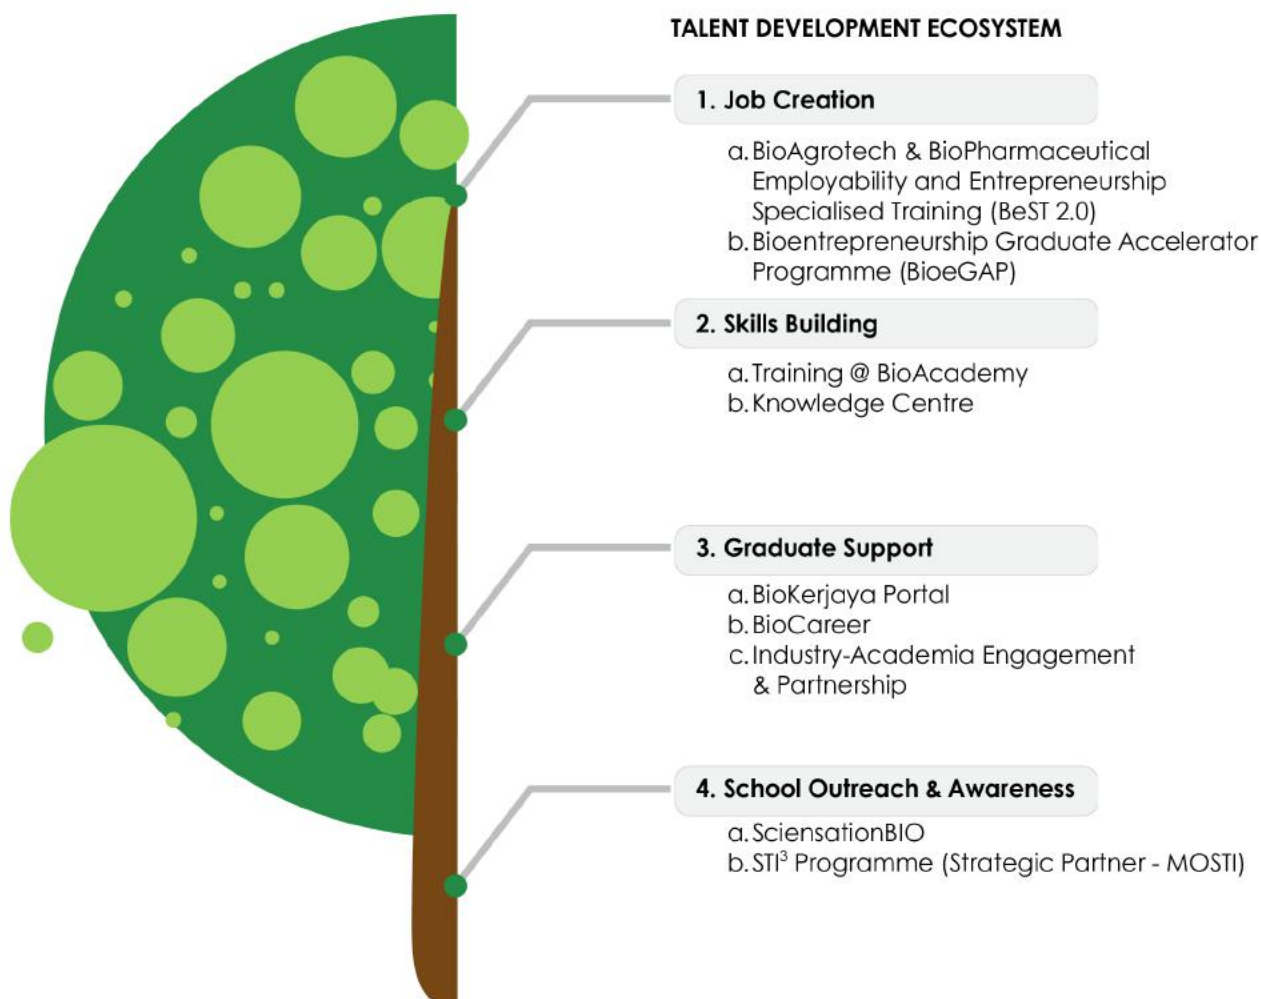 TALENT DEVELOPMENT ECOSYSTEM
1. Job Creation
a. BioAgrotech & BioPharmaceutical
Employability and Entrepreneurship
Specialised Training (BeST 2.0)
b. Bioentrepreneurship Graduate Accelerator
Programme (BioeGAP)
2. Skills Building
a. Training @ BioAcademy
b. Knowledge Centre
3. Graduate Support
a. BioKerjaya Portal
b. BioCareer
c. Industry-Academia Engagement
& Partnership
4. School Outreach & Awareness
a. SciensationBIO
b. STI³ Programme (Strategic Partner - MOSTI)